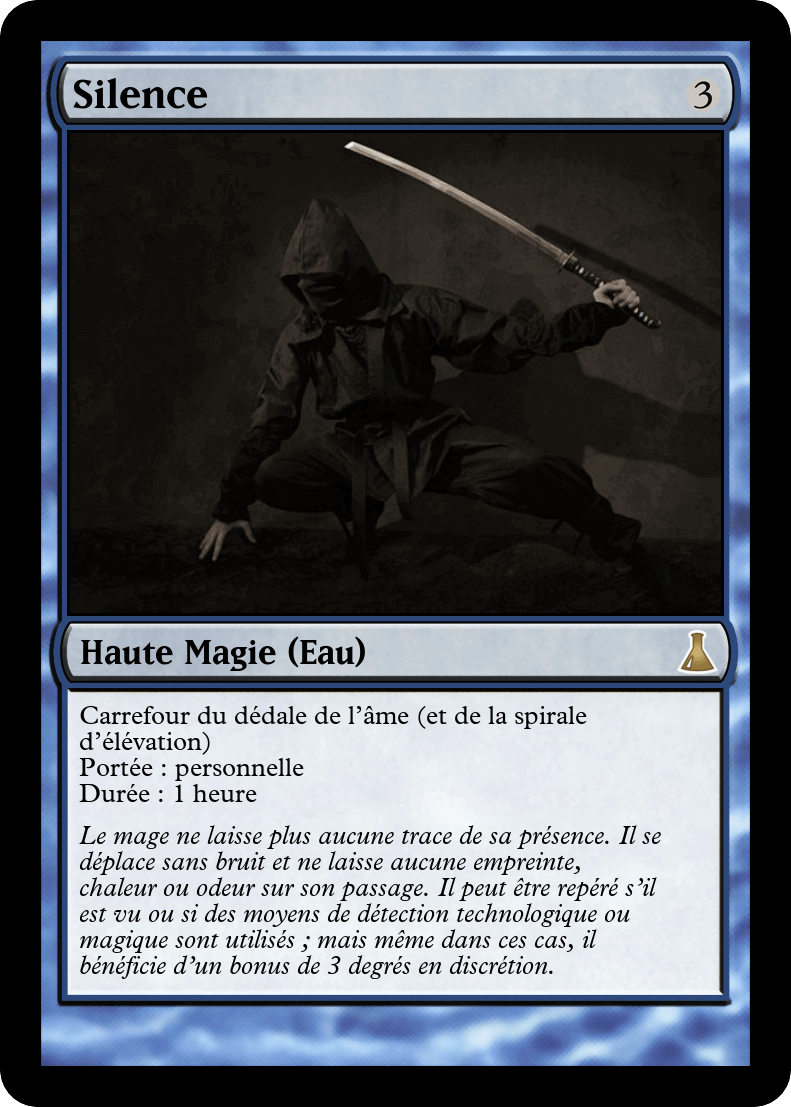 Silence
3
Haute Magie (Eau)
Carrefour du dédale de l'âme (et de la spirale
d'élévation)
Portée : personnelle
Durée : 1 heure
Le mage ne laisse plus aucune trace de sa présence. Il se
déplace sans bruit et ne laisse aucune empreinte,
chaleur ou odeur sur son passage. Il peut être repéré s'il
est vu ou si des moyens de détection technologique ou
magique sont utilisés ; mais même dans ces cas, il
bénéficie d'un bonus de 3 degrés en discrétion.